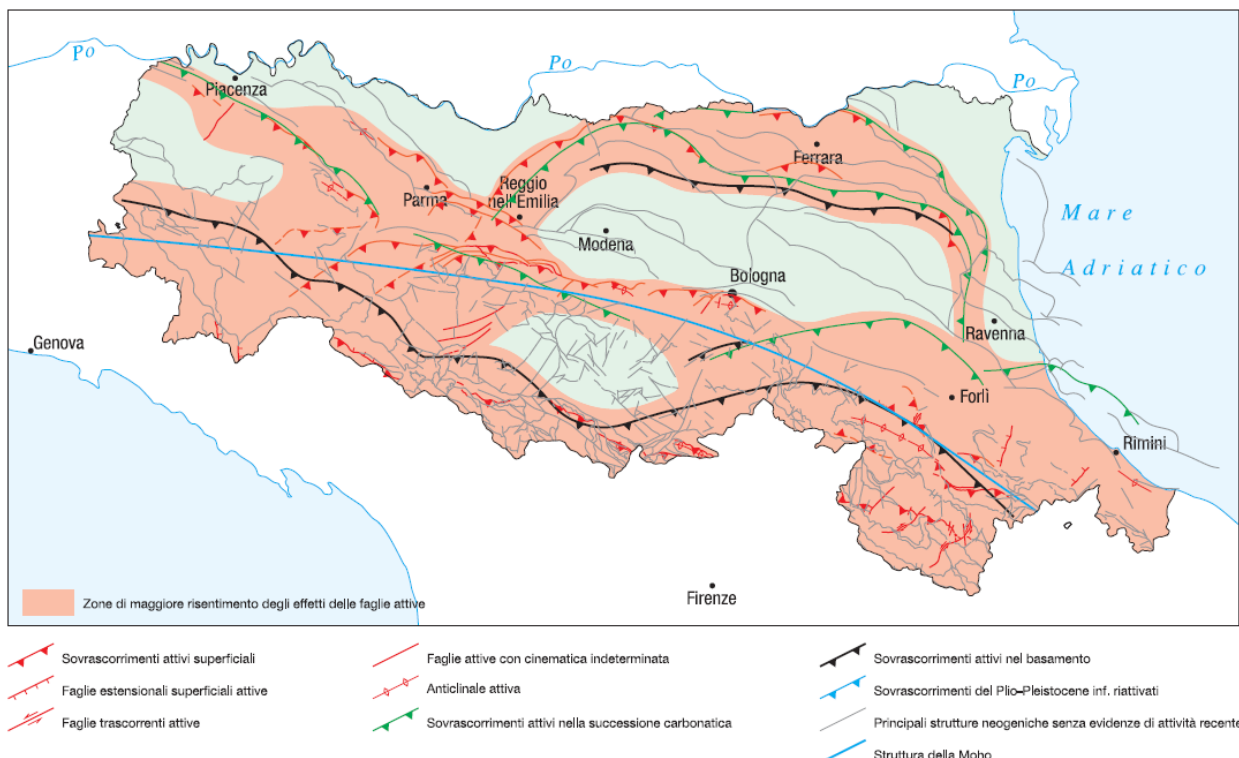 Po
Po
Po
Piacenza
Ferrara
Parma
Reggio
nell'Emilia
Modena
Mare
Adriatico
Bologna
Ravenna
Genova
Forlì
Rimini
Firenze
Zone di maggiore risentimento degli effetti delle faglie attive
Sovrascorrimenti attivi superficiali
Faglie estensionali superficiali attive
Faglie trascorrenti attive
Faglie attive con cinematica indeterminata
Anticlinale attiva
Sovrascorrimenti attivi nella successione carbonatica
Sovrascorrimenti attivi nel basamento
Sovrascorrimenti del Plio–Pleistocene inf. riattivati
Principali strutture neogeniche senza evidenze di attività recente
Struttura della Moho